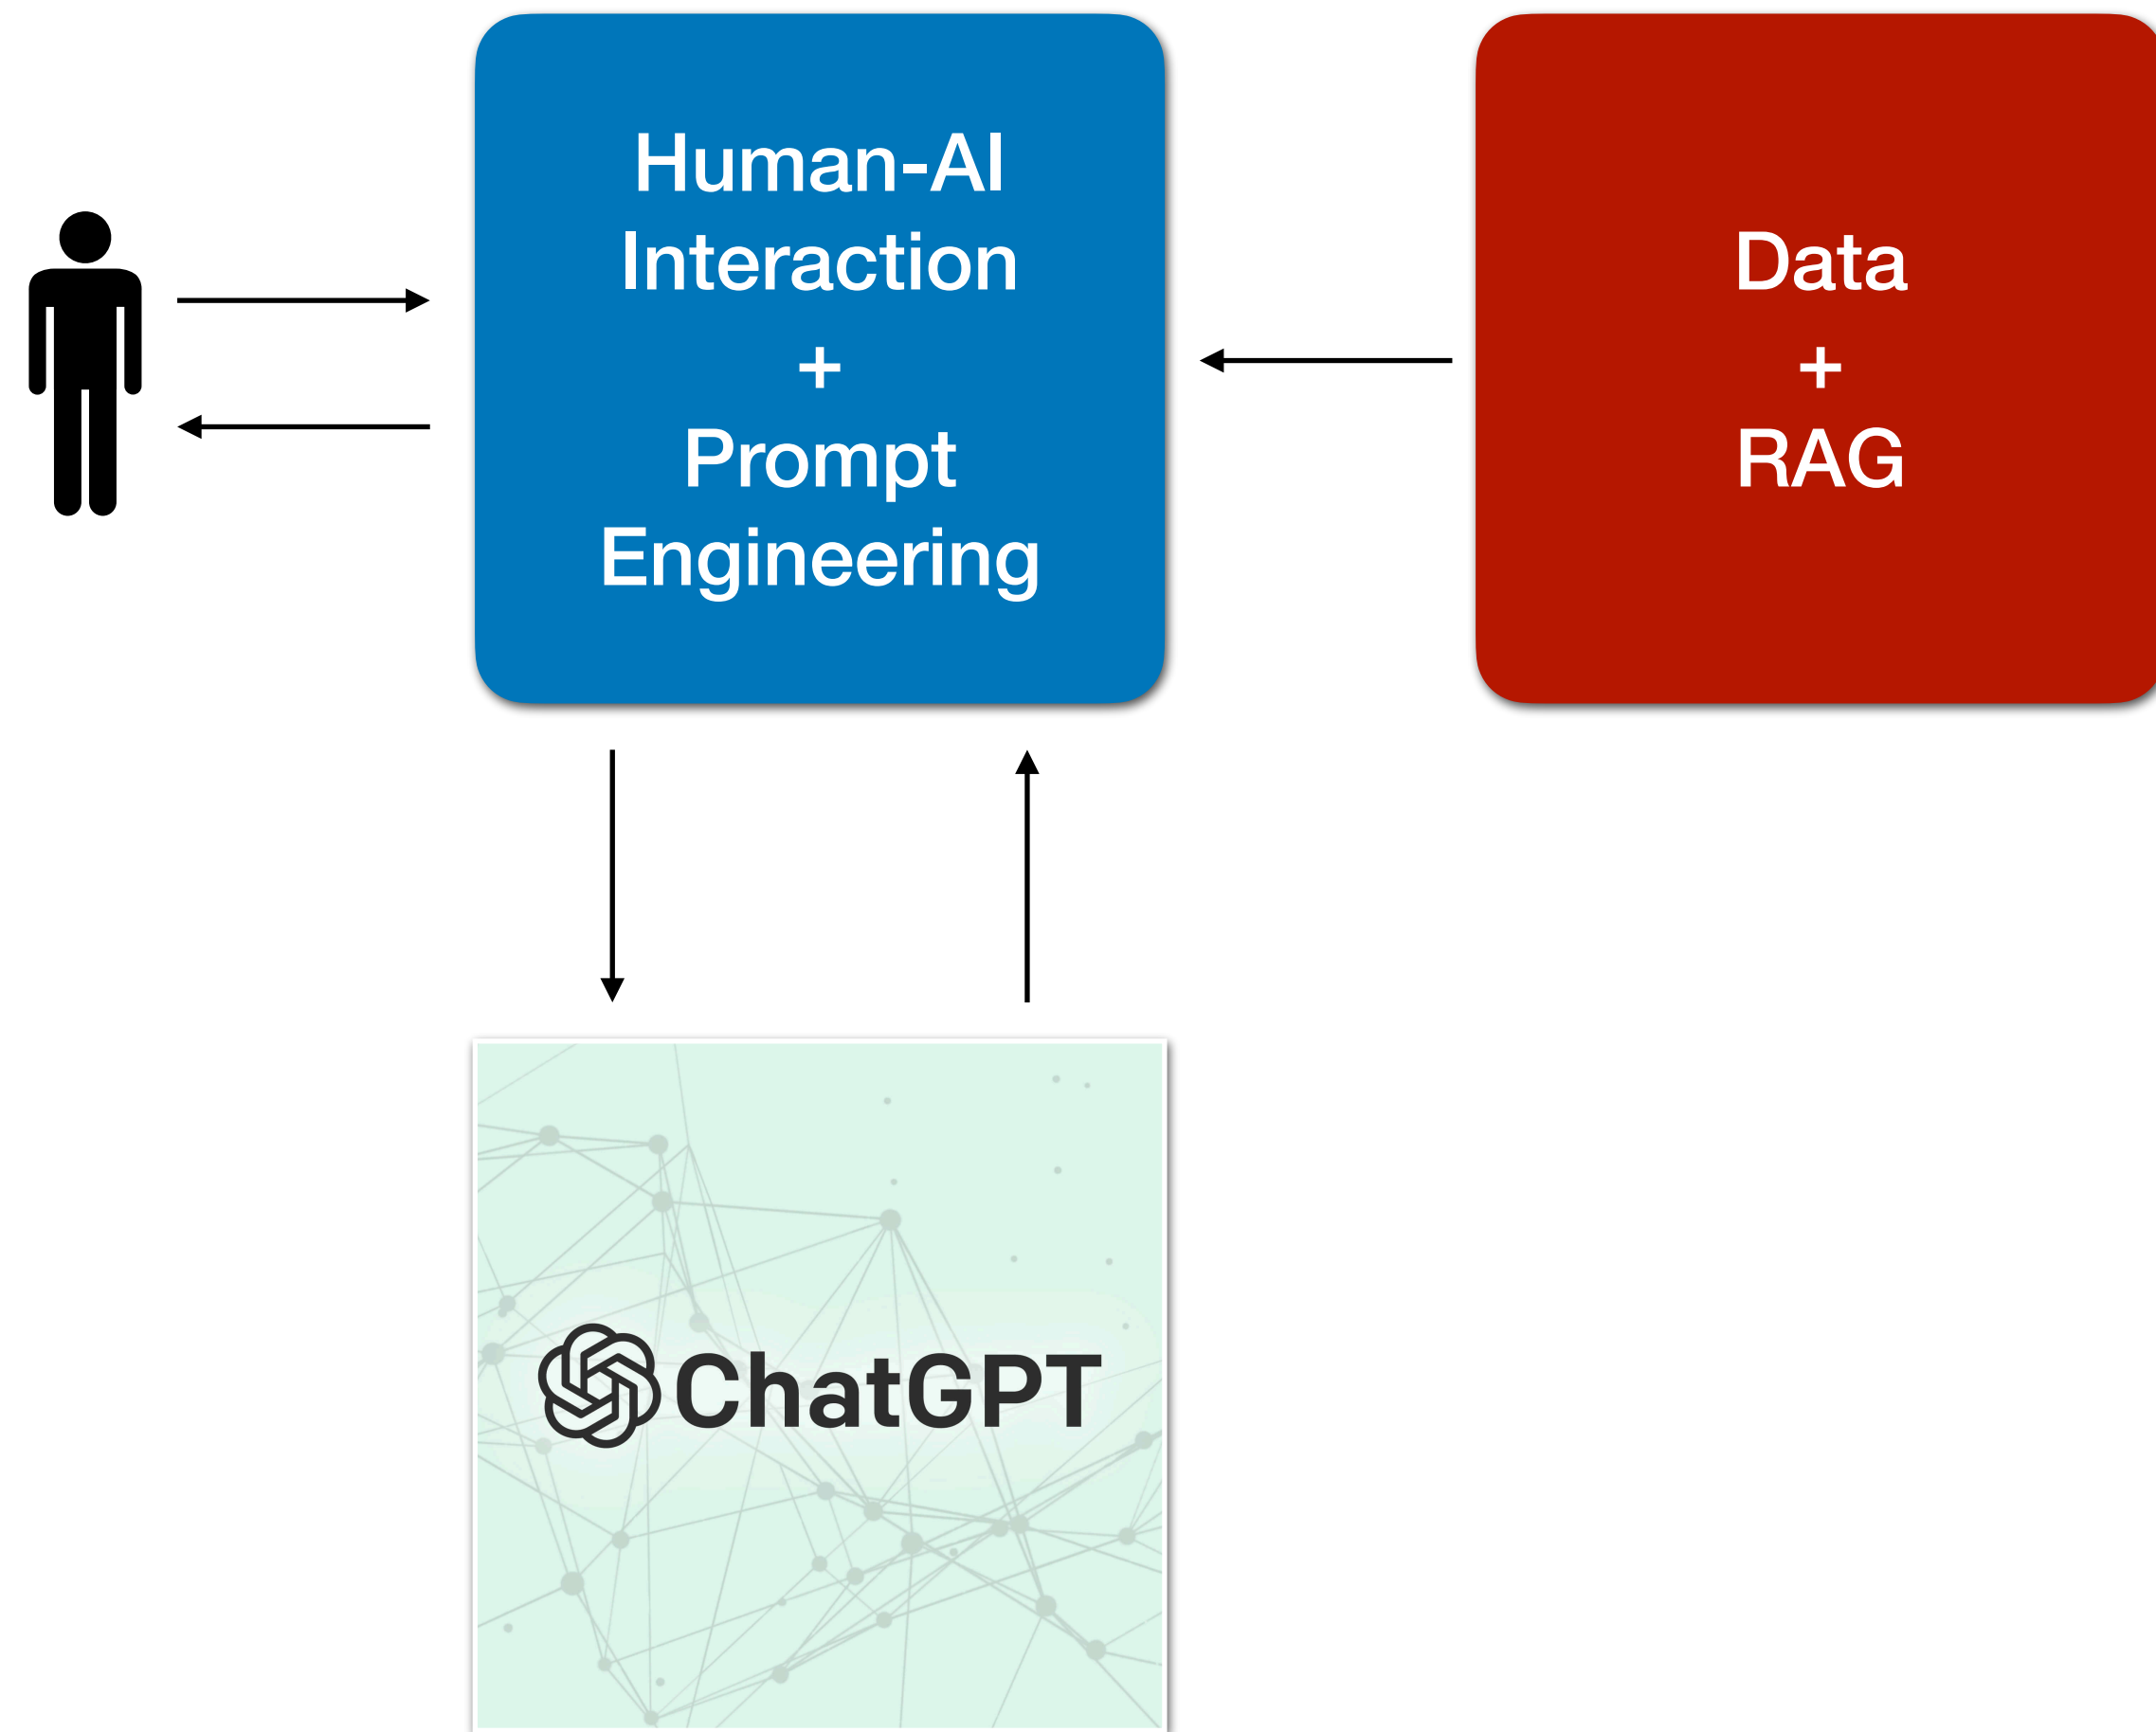 Human-AI
Interaction
+
Prompt
Engineering
Data
+
RAG
ChatGPT